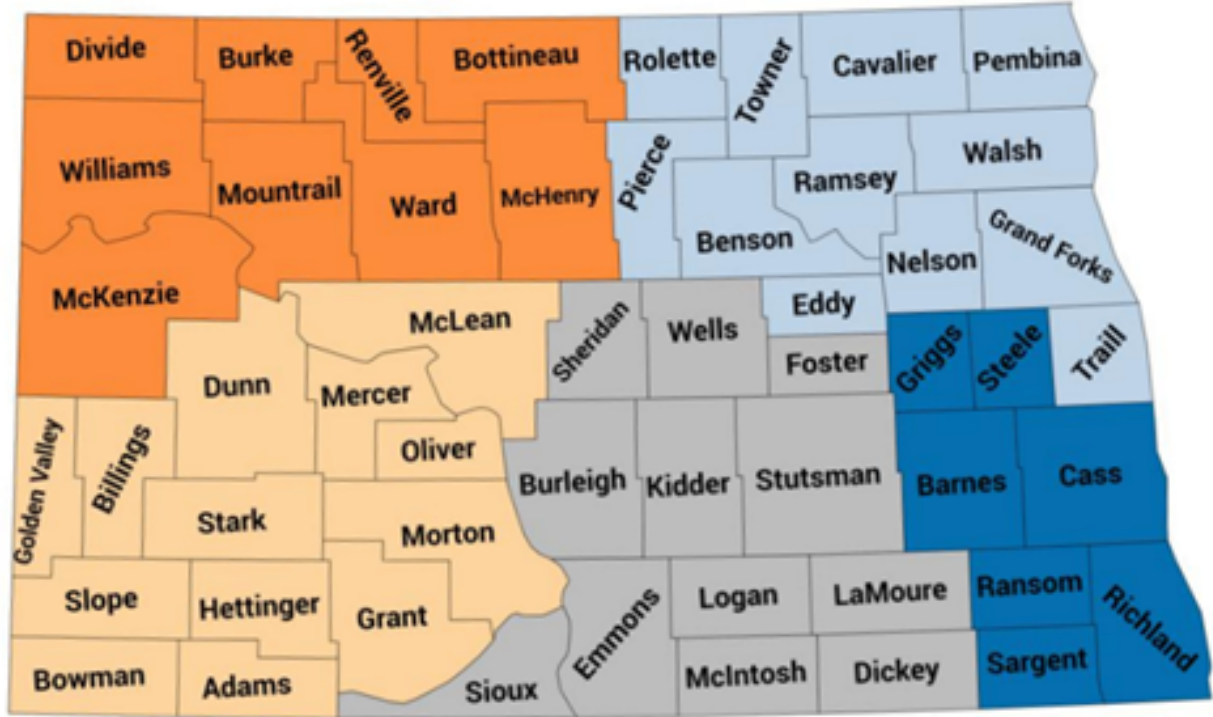 Divide
Burke
Renville
Bottineau
Rolette
Towner
Cavalier
Pembina
Williams
Mountrail
Ward
McHenry
Pierce
Benson
Ramsey
Walsh
Nelson
Grand Forks
McKenzie
McLean
Sheridan
Wells
Eddy
Foster
Griggs
Steele
Traill
Dunn
Mercer
Oliver
Golden Valley
Billings
Stark
Morton
Burleigh
Kidder
Stutsman
Barnes
Cass
Slope
Hettinger
Grant
Emmons
Logan
LaMoure
Ransom
Richland
Bowman
Adams
Sioux
McIntosh
Dickey
Sargent